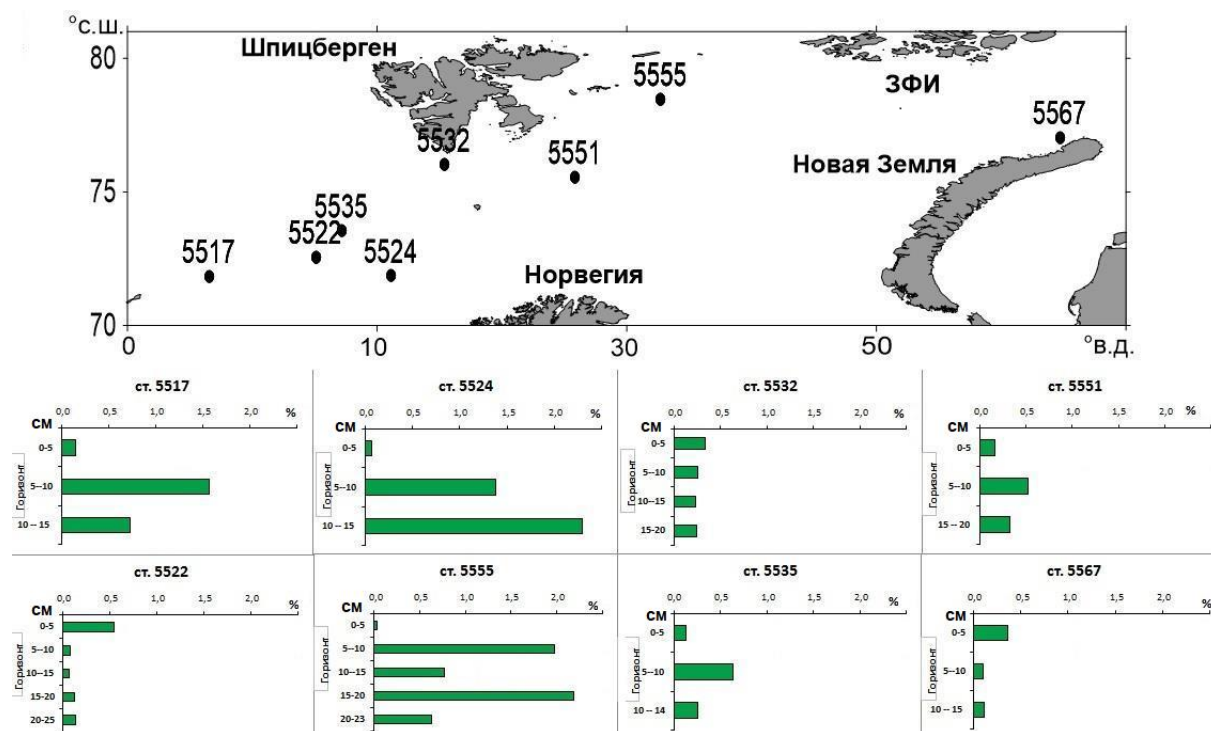 °с.ш.
80
75
70
0
10
30
50
°в.д.
Шпицберген
ЗФИ
Новая Земля
Норвегия
5555
5567
5532
5551
5535
5522
5517
5524
ст. 5517
0,0 0,5 1,0 1,5 2,0 %
СМ
Горизонт
0-5
5--10
10 -- 15
ст. 5524
0,0 0,5 1,0 1,5 2,0 %
СМ
Горизонт
0-5
5--10
10 -- 15
ст. 5532
0,0 0,5 1,0 1,5 2,0 %
СМ
Горизонт
0-5
5--10
10--15
15-20
ст. 5551
0,0 0,5 1,0 1,5 2,0 %
СМ
Горизонт
0-5
5--10
15 -- 20
ст. 5522
0,0 0,5 1,0 1,5 2,0 %
СМ
Горизонт
0-5
5--10
10--15
15-20
20-25
ст. 5555
0,0 0,5 1,0 1,5 2,0 %
СМ
Горизонт
0-5
5--10
10--15
15-20
20-23
ст. 5535
0,0 0,5 1,0 1,5 2,0 %
СМ
Горизонт
0-5
5--10
10 -- 14
ст. 5567
0,0 0,5 1,0 1,5 2,0 %
СМ
Горизонт
0-5
5--10
10 -- 15